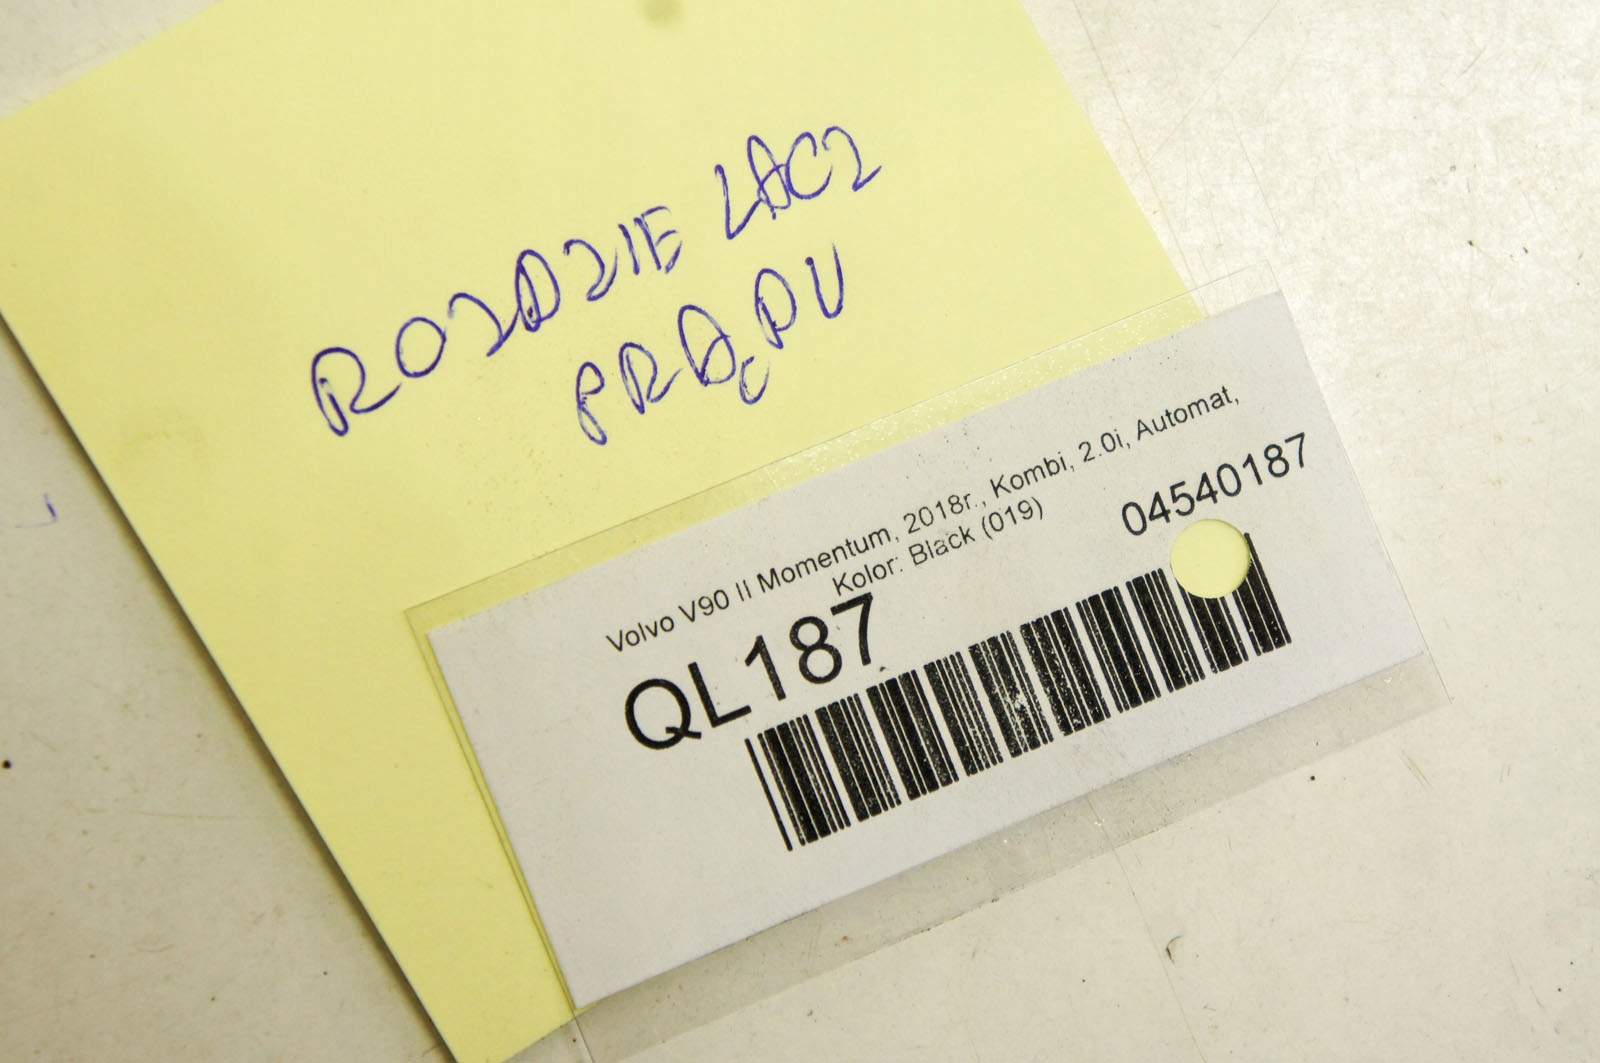 ROZDZIELACZ
PRĄDU
Volvo V90 II Momentum, 2018r., Kombi, 2.0i, Automat,
Kolor: Black (019)
04540187
QL187